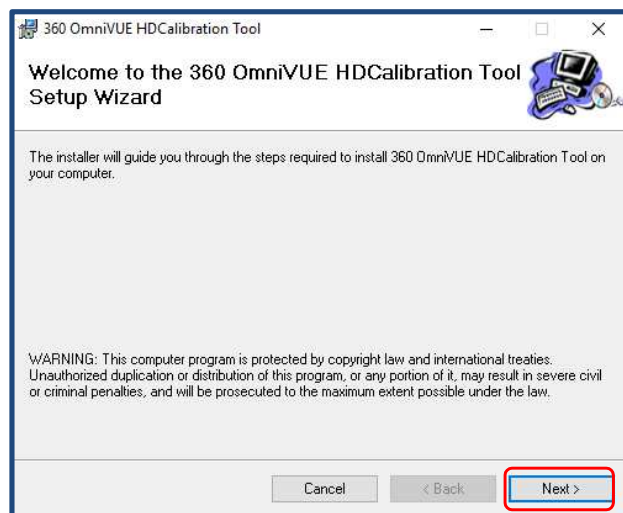 360 OmniVUE HDCalibration Tool
Welcome to the 360 OmniVUE HDCalibration Tool
Setup Wizard
The installer will guide you through the steps required to install 360 OmniVUE HDCalibration Tool on
your computer.
WARNING: This computer program is protected by copyright law and international treaties.
Unauthorized duplication or distribution of this program, or any portion of it, may result in severe civil
or criminal penalties, and will be prosecuted to the maximum extent possible under the law.
Cancel
< Back
Next >